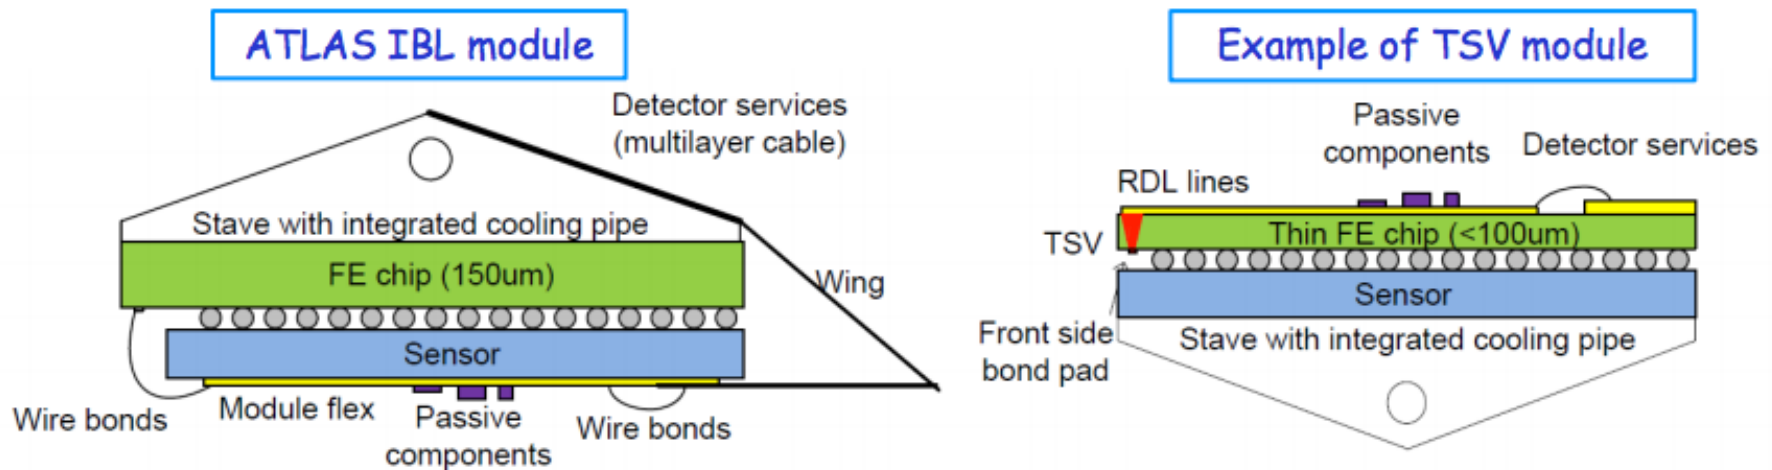 ATLAS IBL module
Detector services
(multilayer cable)
Stave with integrated cooling pipe
FE chip (150um)
Wing
Sensor
Wire bonds
Module flex
Passive
components
Wire bonds
Example of TSV module
Passive
components
Detector services
RDL lines
TSV
Thin FE chip (<100um)
Sensor
Front side
bond pad
Stave with integrated cooling pipe